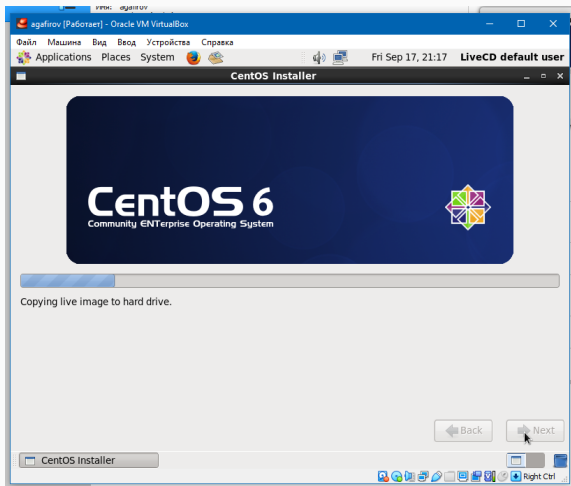 Имя: agafirov
agafirov [Работает] - Oracle VM VirtualBox
Файл Машина Вид Ввод Устройства Справка
Applications Places System Fri Sep 17, 21:17 LiveCD default user
CentOS Installer
CentOS 6
Community ENTerprise Operating System
Copying live image to hard drive.
Back Next
CentOS Installer
Right Ctrl